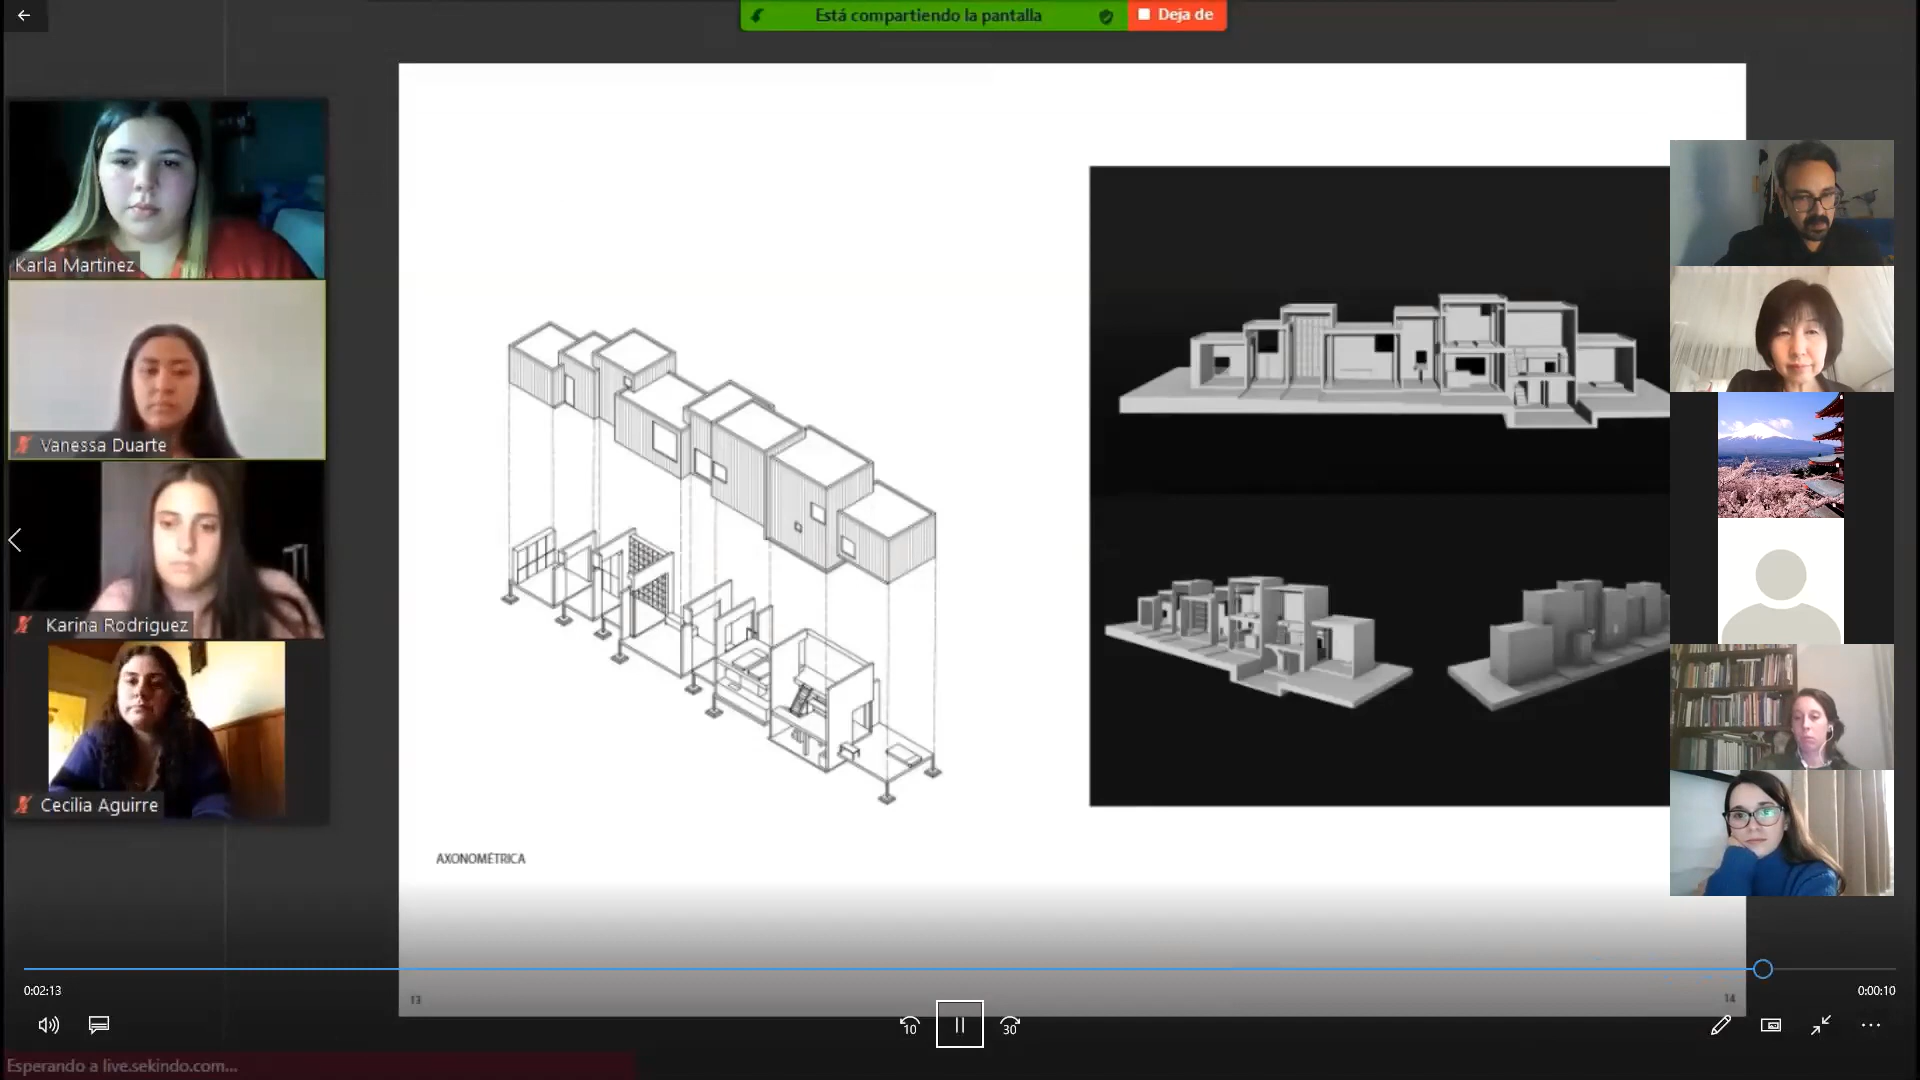 Está compartiendo la pantalla
Deja de
Karla Martinez
Vanessa Duarte
Karina Rodriguez
Cecilia Aguirre
AXONOMÉTRICA
13
14
0:02:13
0:00:10
10
30
Esperando a live.sekindo.com...